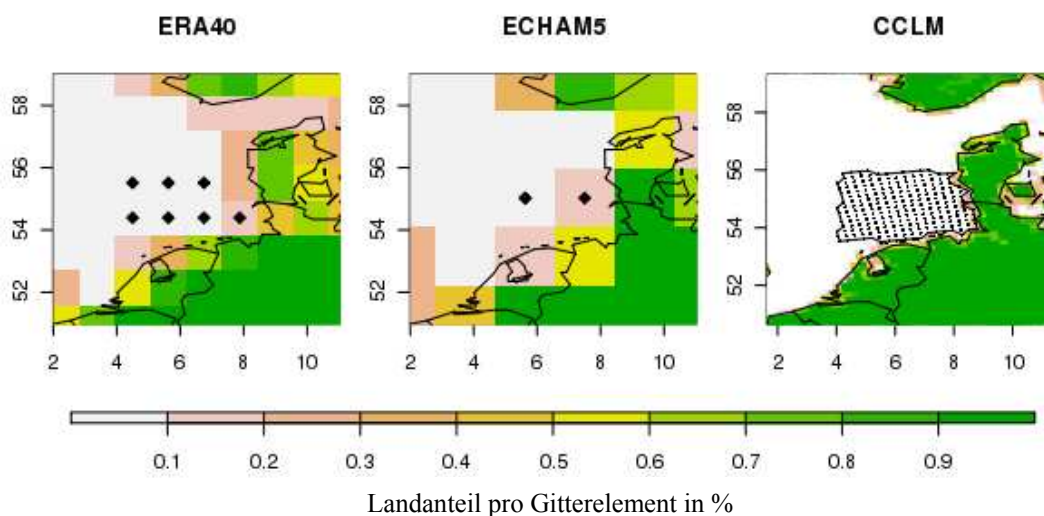 ERA40 ECHAM5 CCLM
58 58 58
56 56 56
54 54 54
52 52 52
2 4 6 8 10 2 4 6 8 10 2 4 6 8 10
0.1 0.2 0.3 0.4 0.5 0.6 0.7 0.8 0.9
Landanteil pro Gitterelement in %